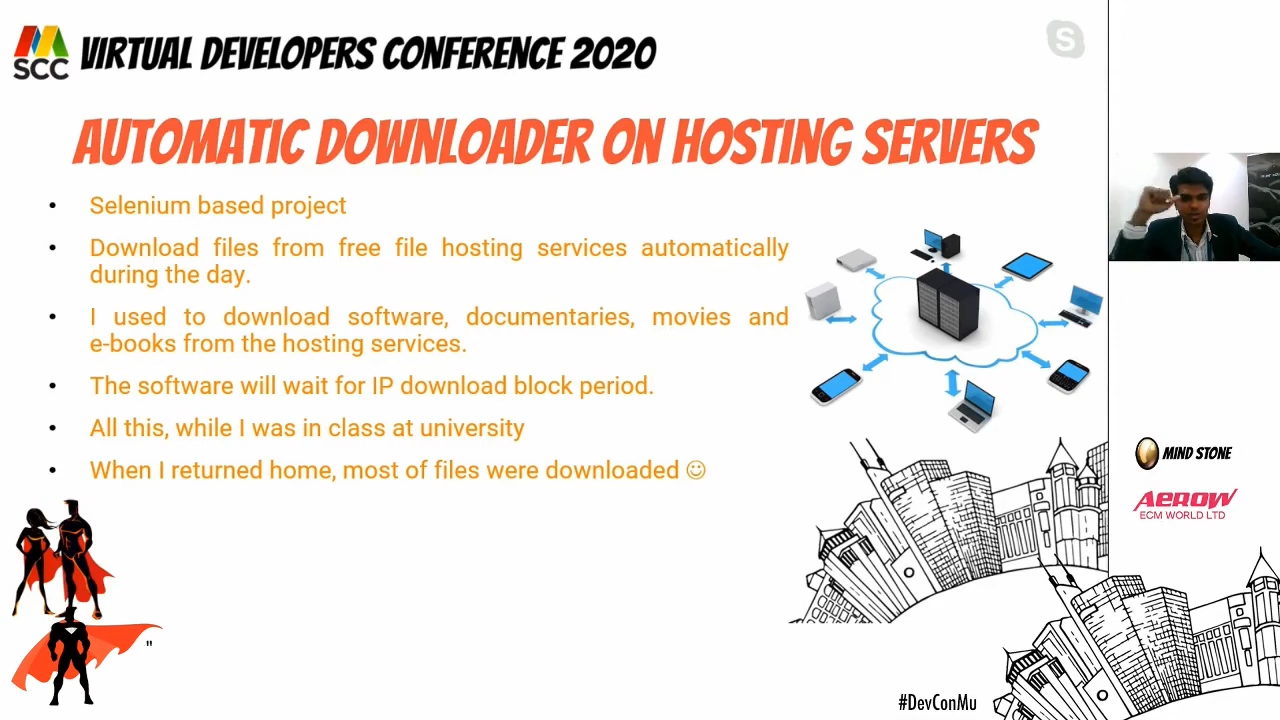 SCC
VIRTUAL DEVELOPERS CONFERENCE 2020
S
AUTOMATIC DOWNLOADER ON HOSTING SERVERS
• Selenium based project
• Download files from free file hosting services automatically
during the day.
• I used to download software, documentaries, movies and
e-books from the hosting services.
• The software will wait for IP download block period.
• All this, while I was in class at university
• When I returned home, most of files were downloaded ☺
MIND STONE
AEROW
ECM WORLD LTD
"
#DevConMu